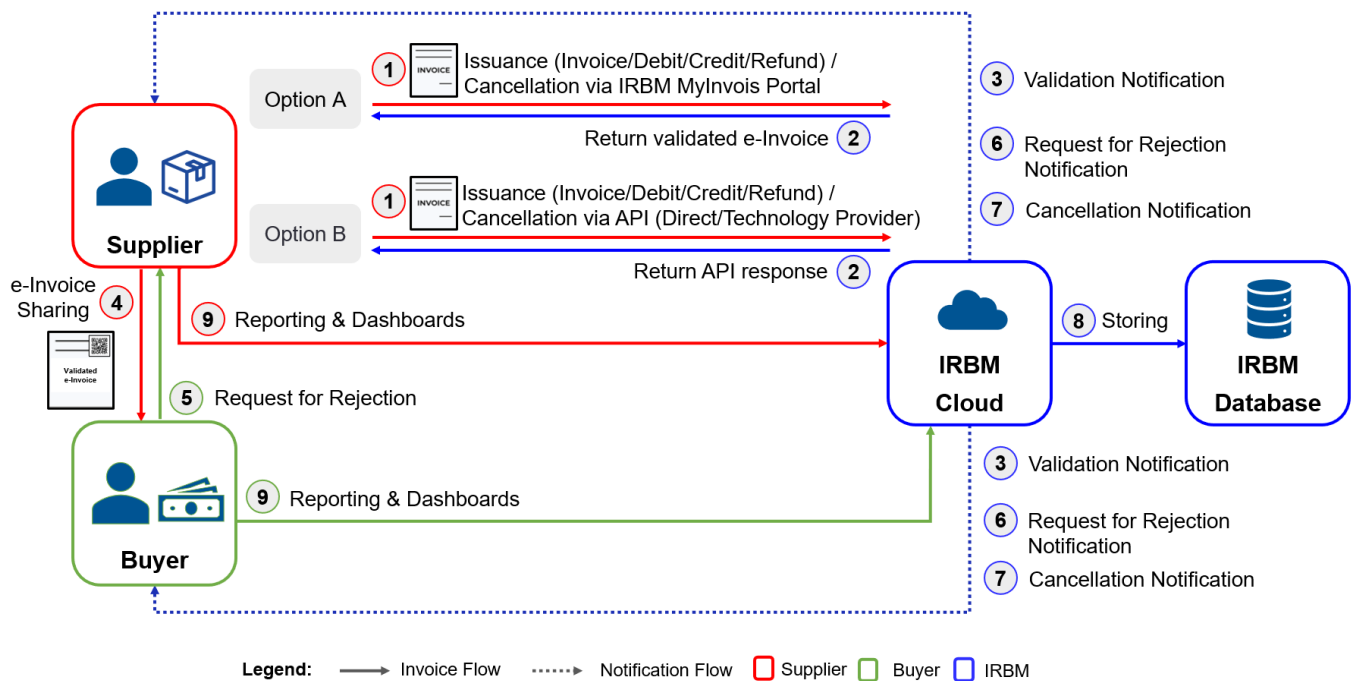 1
INVOICE
Issuance (Invoice/Debit/Credit/Refund) /
Cancellation via IRBM MyInvois Portal
Option A
Return validated e-Invoice
2
3
Validation Notification
6
Request for Rejection
Notification
7
Cancellation Notification
1
INVOICE
Issuance (Invoice/Debit/Credit/Refund) /
Cancellation via API (Direct/Technology Provider)
Option B
Return API response
2
Supplier
e-Invoice
Sharing
4
Validated
e-Invoice
9
Reporting & Dashboards
5
Request for Rejection
IRBM
Cloud
8
Storing
IRBM
Database
Buyer
9
Reporting & Dashboards
3
Validation Notification
6
Request for Rejection
Notification
7
Cancellation Notification
Legend:
Invoice Flow
Notification Flow
Supplier
Buyer
IRBM